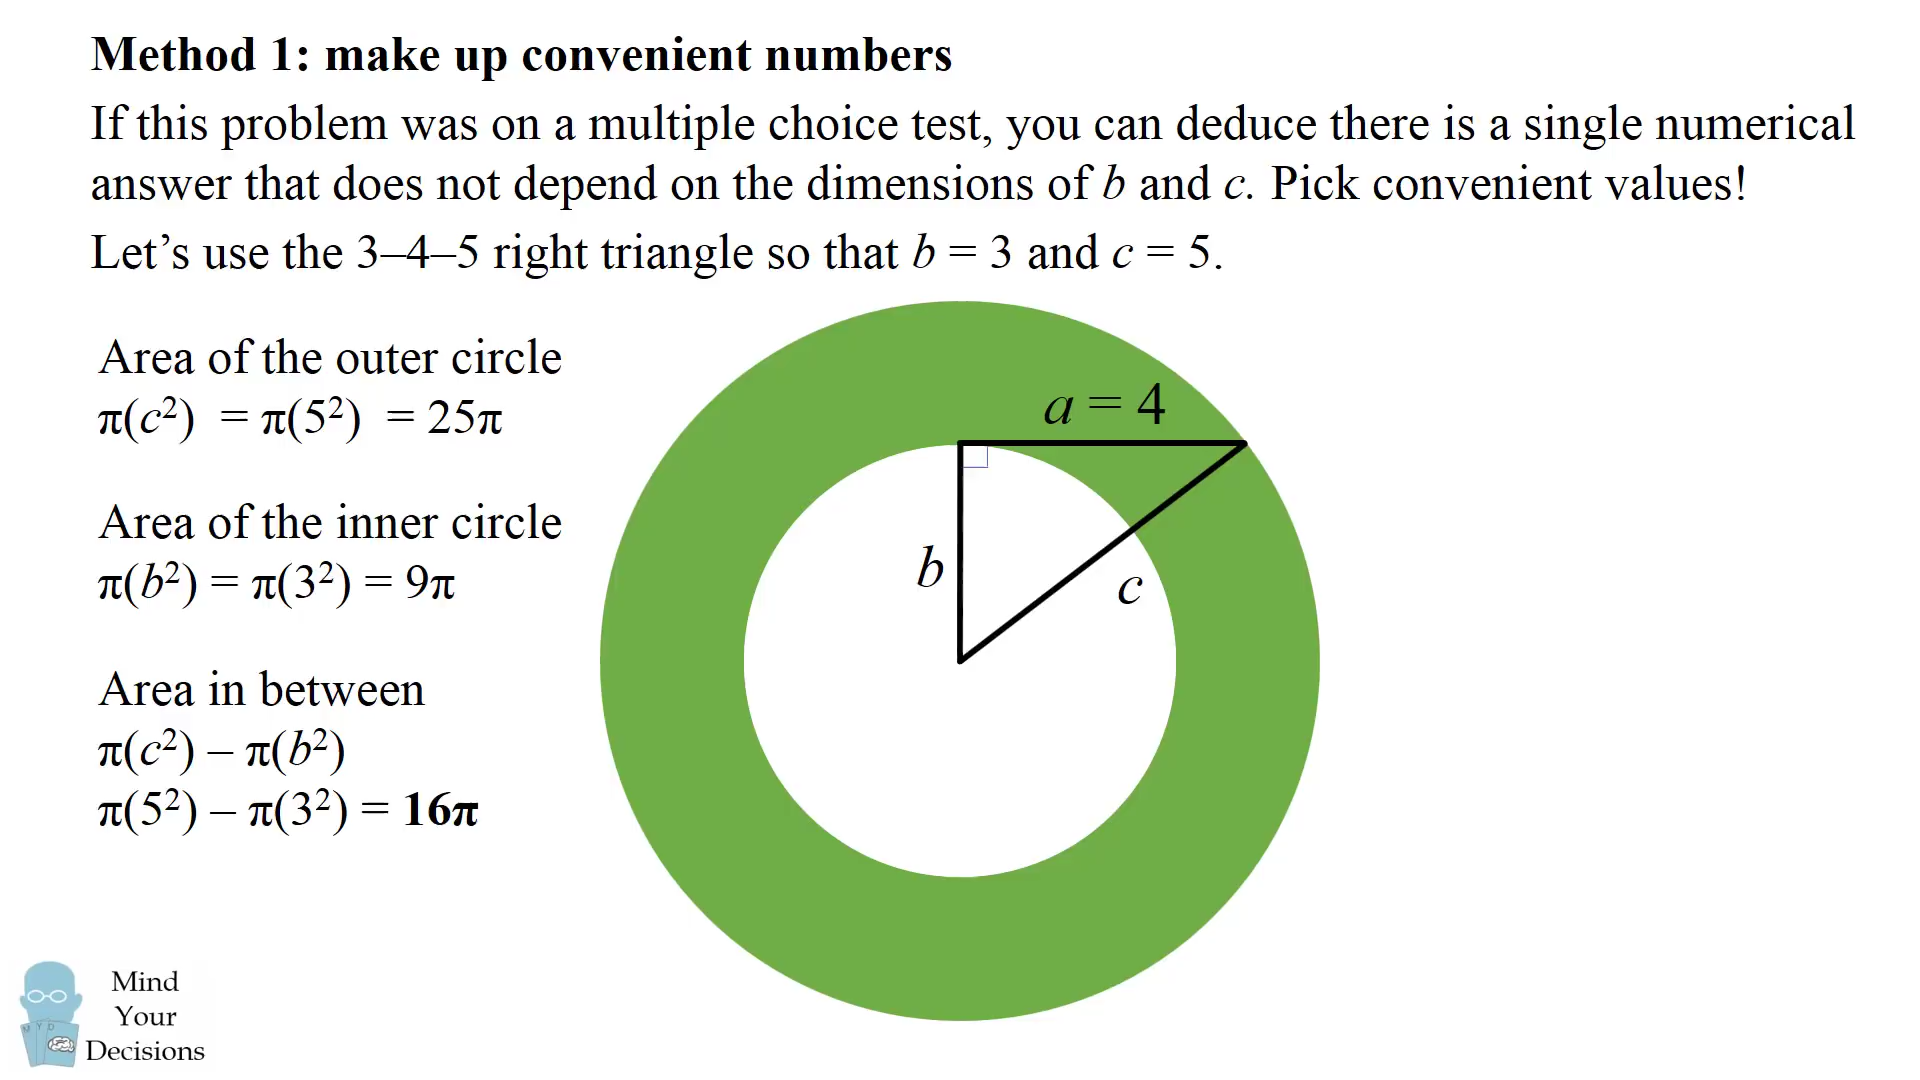 Method 1: make up convenient numbers
If this problem was on a multiple choice test, you can deduce there is a single numerical
answer that does not depend on the dimensions of b and c. Pick convenient values!
Let’s use the 3–4–5 right triangle so that b = 3 and c = 5.
Area of the outer circle
π(c²) = π(5²) = 25π
Area of the inner circle
π(b²) = π(3²) = 9π
Area in between
π(c²) – π(b²)
π(5²) – π(3²) = 16π
a = 4
b
c
M Y D
Mind
Your
Decisions